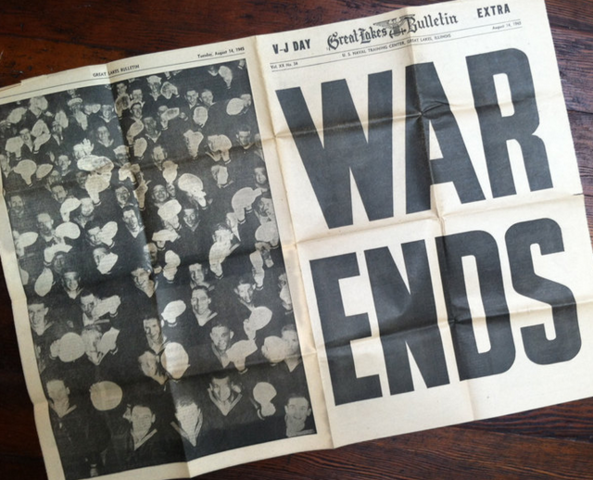 GREAT LAKES BULLETIN
Tuesday, August 14, 1945
V-J DAY
Great Lakes Bulletin
EXTRA
U. S. NAVAL TRAINING CENTER, GREAT LAKES, ILLINOIS
August 14, 1945
WAR
ENDS